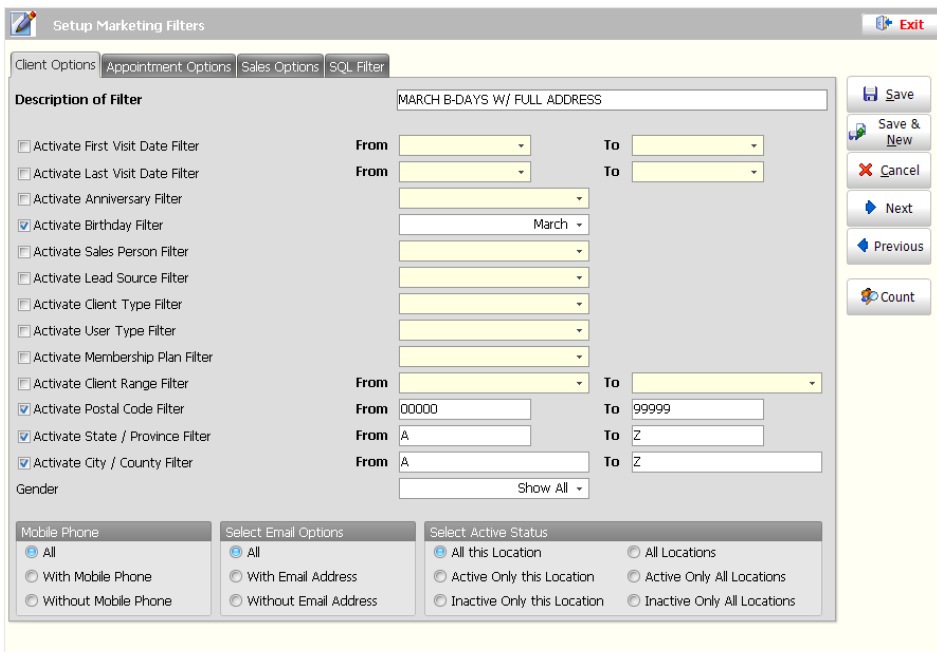 Setup Marketing Filters
Exit
Client Options Appointment Options Sales Options SQL Filter
Description of Filter MARCH B-DAYS W/ FULL ADDRESS
Activate First Visit Date Filter From To
Activate Last Visit Date Filter From To
Activate Anniversary Filter
Activate Birthday Filter March
Activate Sales Person Filter
Activate Lead Source Filter
Activate Client Type Filter
Activate User Type Filter
Activate Membership Plan Filter
Activate Client Range Filter From To
Activate Postal Code Filter From 00000 To 99999
Activate State / Province Filter From A To Z
Activate City / County Filter From A To Z
Gender Show All
Mobile Phone
All
With Mobile Phone
Without Mobile Phone
Select Email Options
All
With Email Address
Without Email Address
Select Active Status
All this Location All Locations
Active Only this Location Active Only All Locations
Inactive Only this Location Inactive Only All Locations
Save
Save &
New
Cancel
Next
Previous
Count